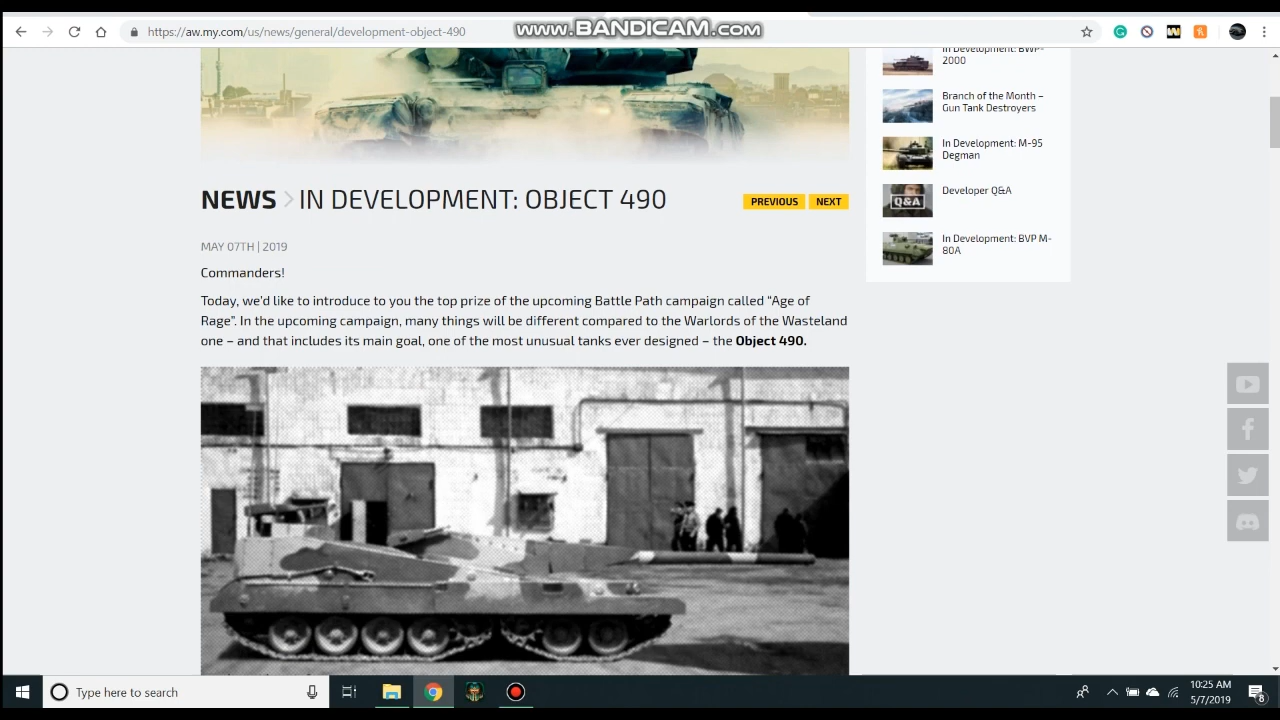 www.BANDICAM.com
https://aw.my.com/us/news/general/development-object-490
In Development: BWP-
2000
Branch of the Month –
Gun Tank Destroyers
In Development: M-95
Degman
Developer Q&A
Q&A
In Development: BVP M-
80A
NEWS > IN DEVELOPMENT: OBJECT 490
PREVIOUS
NEXT
MAY 07TH | 2019
Commanders!
Today, we'd like to introduce to you the top prize of the upcoming Battle Path campaign called “Age of
Rage”. In the upcoming campaign, many things will be different compared to the Warlords of the Wasteland
one – and that includes its main goal, one of the most unusual tanks ever designed – the Object 490.
Type here to search
10:25 AM
5/7/2019
8